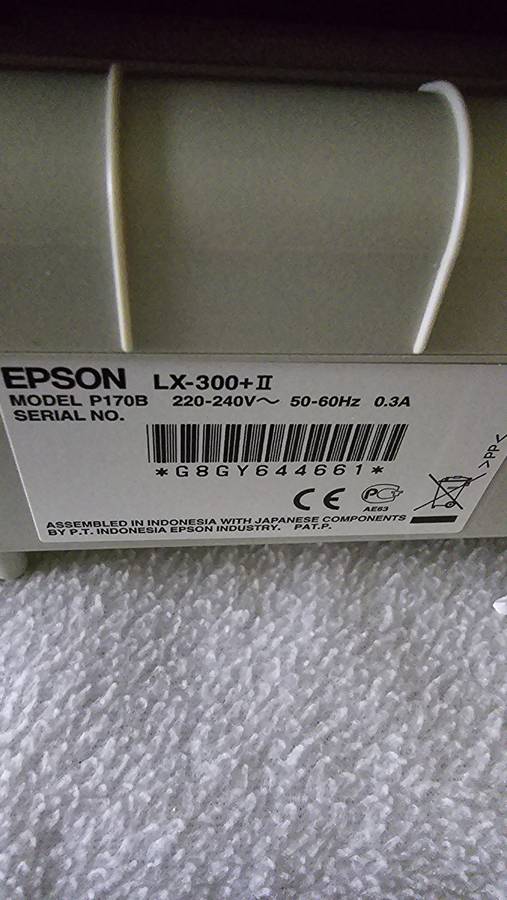 EPSON LX-300+II
MODEL P170B 220-240V~ 50-60Hz 0.3A
SERIAL NO.
*G8GY644661*
CE PG AE63
>PP<
ASSEMBLED IN INDONESIA WITH JAPANESE COMPONENTS
BY P.T. INDONESIA EPSON INDUSTRY. PAT.P.